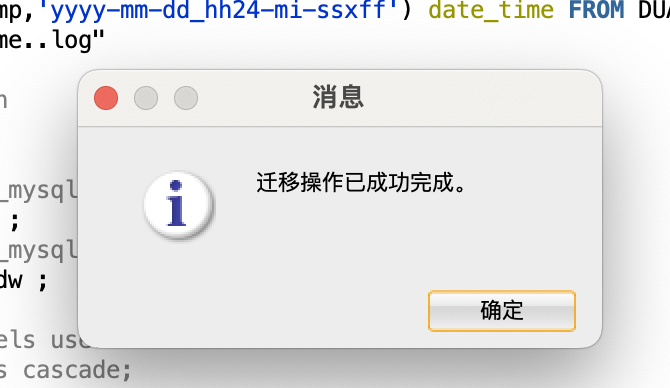 mp,'yyyy-mm-dd_hh24-mi-ssxff') date_time FROM DUA
me..log"
n
消息
迁移操作已成功完成。
_mysql
;
_mysql
dw ;
确定
els use
s cascade;